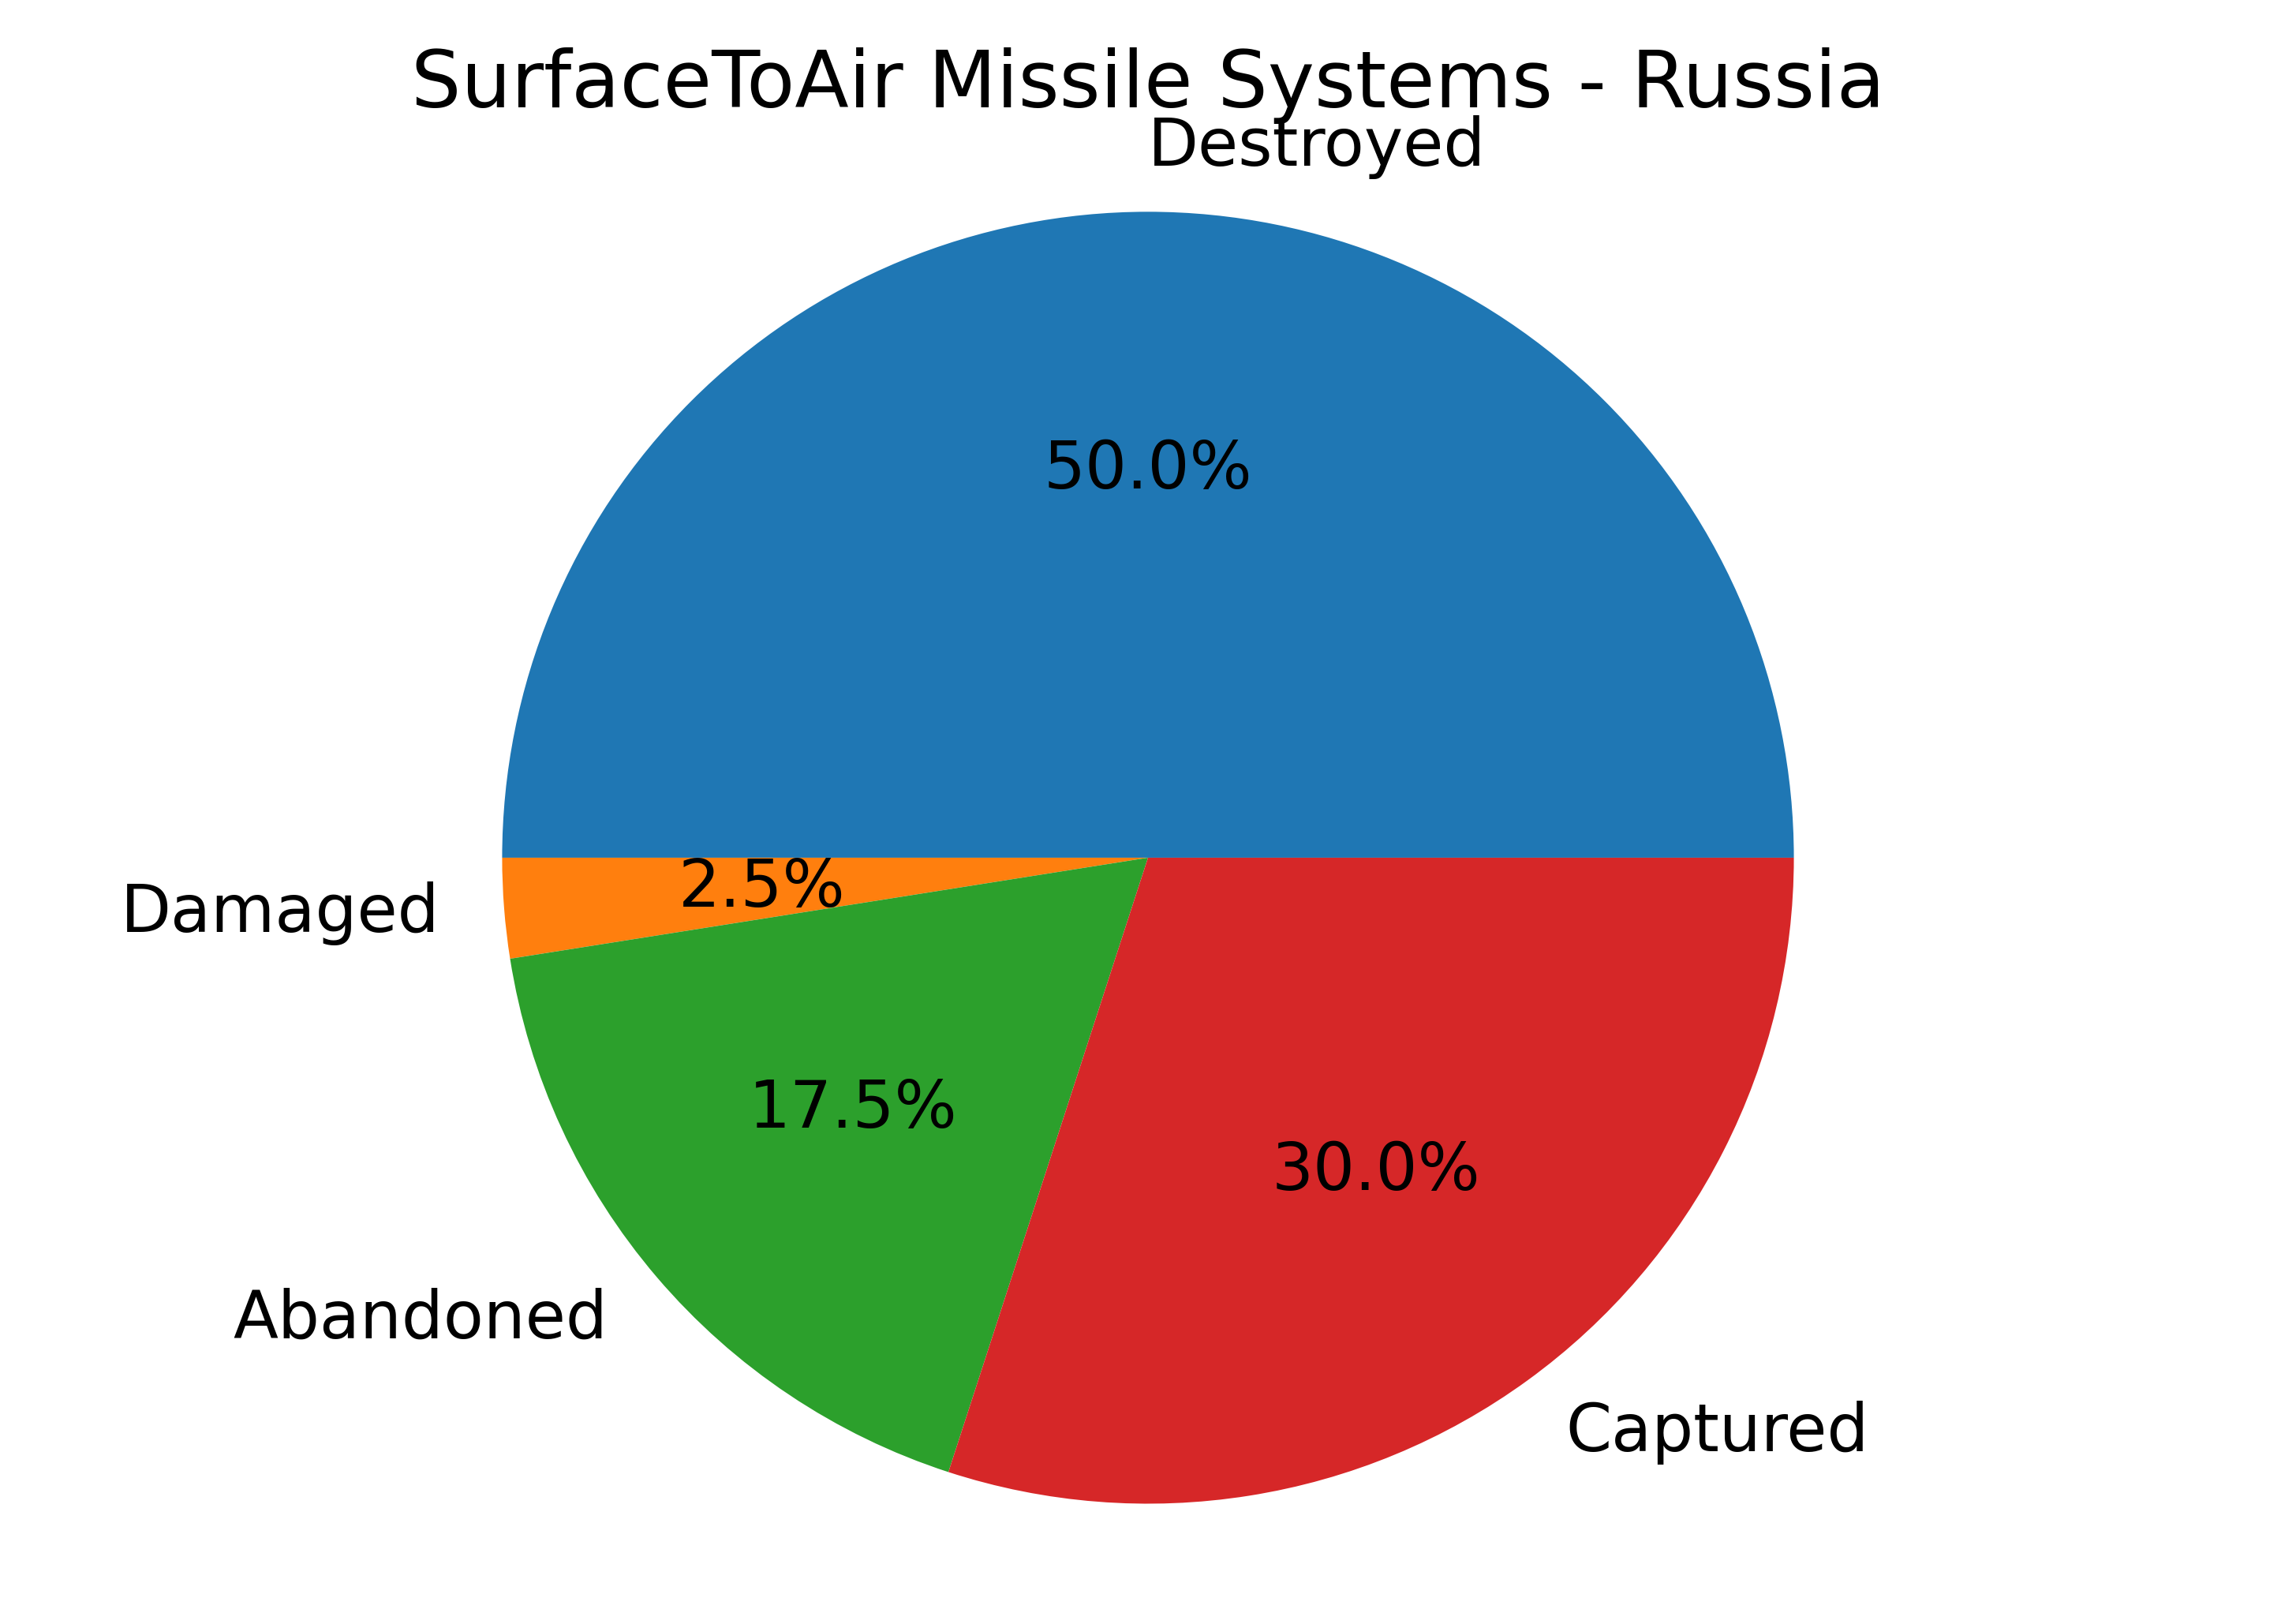 SurfaceToAir Missile Systems - Russia
Destroyed
50.0%
2.5%
Damaged
17.5%
30.0%
Abandoned
Captured